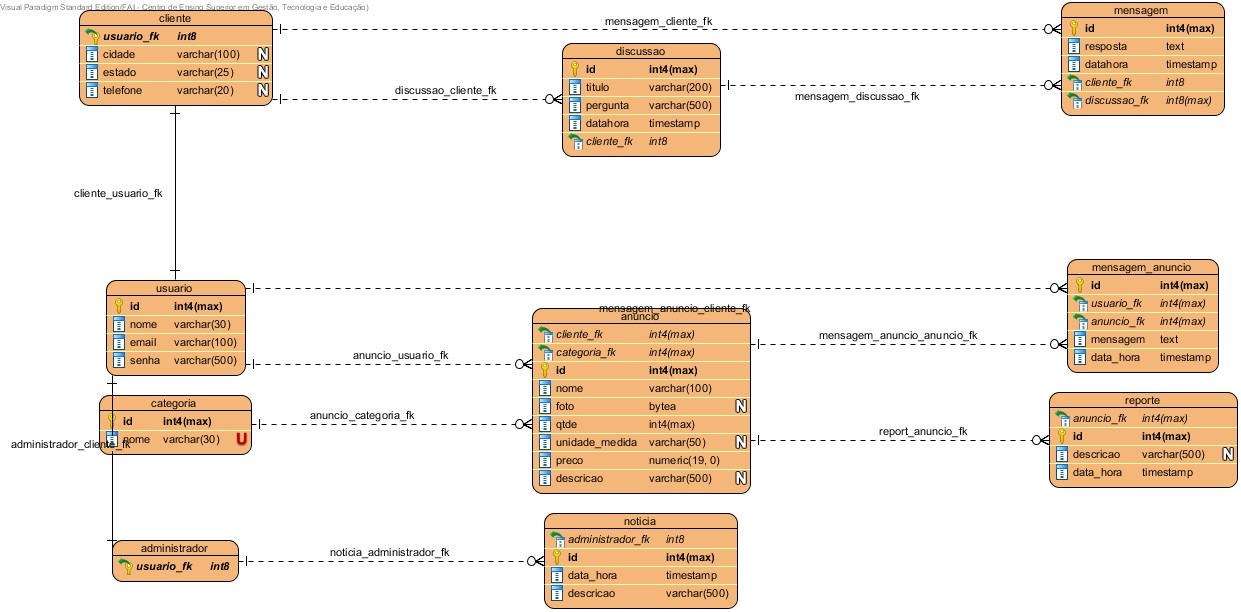 Visual Paradigm Standard Edition(FAI - Centro de Ensino Superior em Gestão, Tecnologia e Educação)
cliente
usuario_fk int8
cidade varchar(100) N
estado varchar(25) N
telefone varchar(20) N
mensagem_cliente_fk
discussao_cliente_fk
discussao
id int4(max)
titulo varchar(200)
pergunta varchar(500)
datahora timestamp
cliente_fk int8
mensagem_discussao_fk
mensagem
id int4(max)
resposta text
datahora timestamp
cliente_fk int8
discussao_fk int8(max)
cliente_usuario_fk
usuario
id int4(max)
nome varchar(30)
email varchar(100)
senha varchar(500)
mensagem_anuncio_cliente_fk
anuncio_usuario_fk
anuncio
cliente_fk int4(max)
categoria_fk int4(max)
id int4(max)
nome varchar(100)
foto bytea N
qtde int4(max)
unidade_medida varchar(50) N
preco numeric(19, 0)
descricao varchar(500) N
mensagem_anuncio_anuncio_fk
mensagem_anuncio
id int4(max)
usuario_fk int4(max)
anuncio_fk int4(max)
mensagem text
data_hora timestamp
categoria
id int4(max)
nome varchar(30) U
anuncio_categoria_fk
administrador_cliente_fk
report_anuncio_fk
reporte
anuncio_fk int4(max)
id int4(max)
descricao varchar(500) N
data_hora timestamp
administrador
usuario_fk int8
noticia_administrador_fk
noticia
administrador_fk int8
id int4(max)
data_hora timestamp
descricao varchar(500)